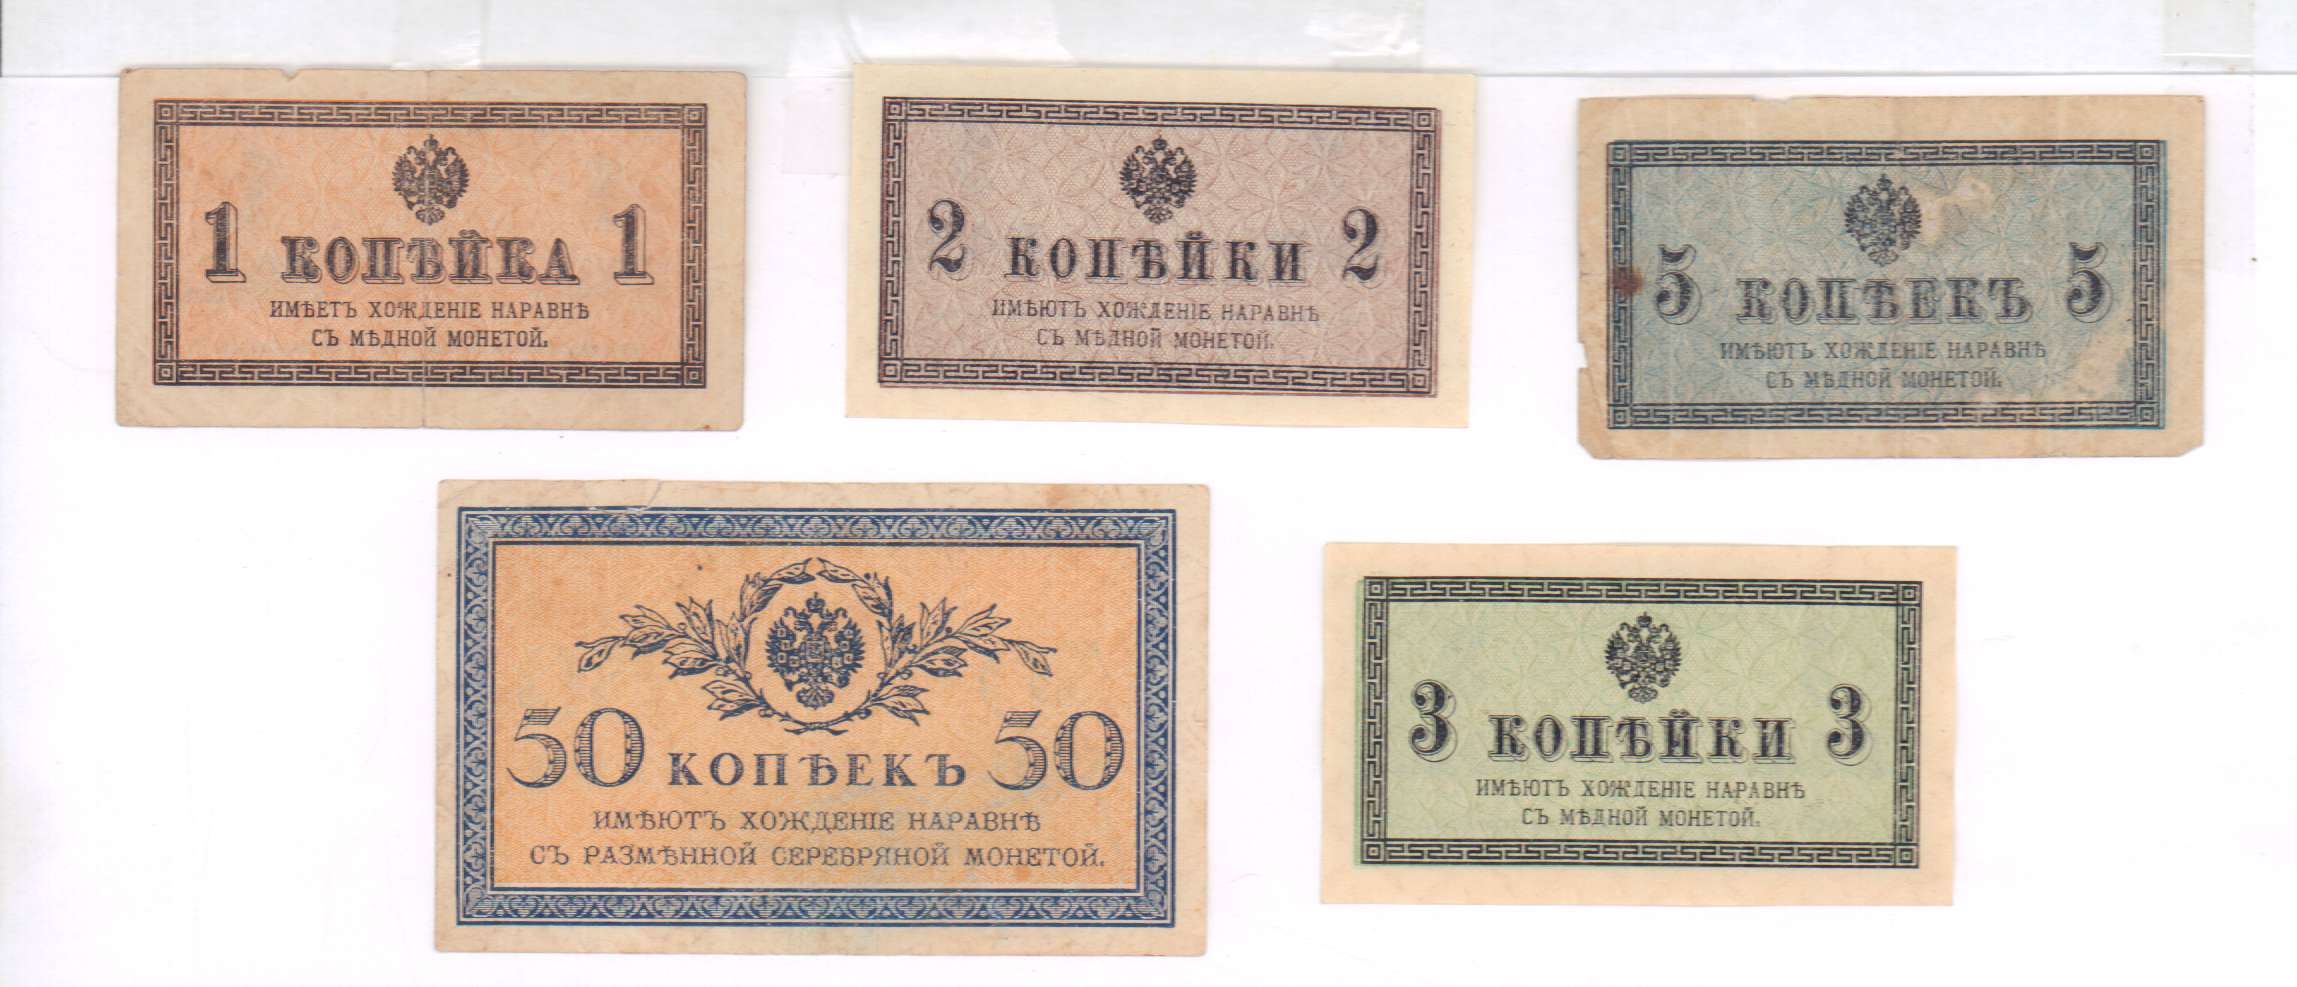 1 КОПѢЙКА 1
ИМѢЕТЪ ХОЖДЕНІЕ НАРАВНѢ
СЪ МѢДНОЙ МОНЕТОЙ.
2 КОПѢЙКИ 2
ИМѢЮТЪ ХОЖДЕНІЕ НАРАВНѢ
СЪ МѢДНОЙ МОНЕТОЙ.
5 КОПѢЕКЪ 5
ИМѢЮТЪ ХОЖДЕНІЕ НАРАВНѢ
СЪ МѢДНОЙ МОНЕТОЙ.
50 КОПѢЕКЪ 50
ИМѢЮТЪ ХОЖДЕНІЕ НАРАВНѢ
СЪ РАЗМѢННОЙ СЕРЕБРЯНОЙ МОНЕТОЙ.
3 КОПѢЙКИ 3
ИМѢЮТЪ ХОЖДЕНІЕ НАРАВНѢ
СЪ МѢДНОЙ МОНЕТОЙ.